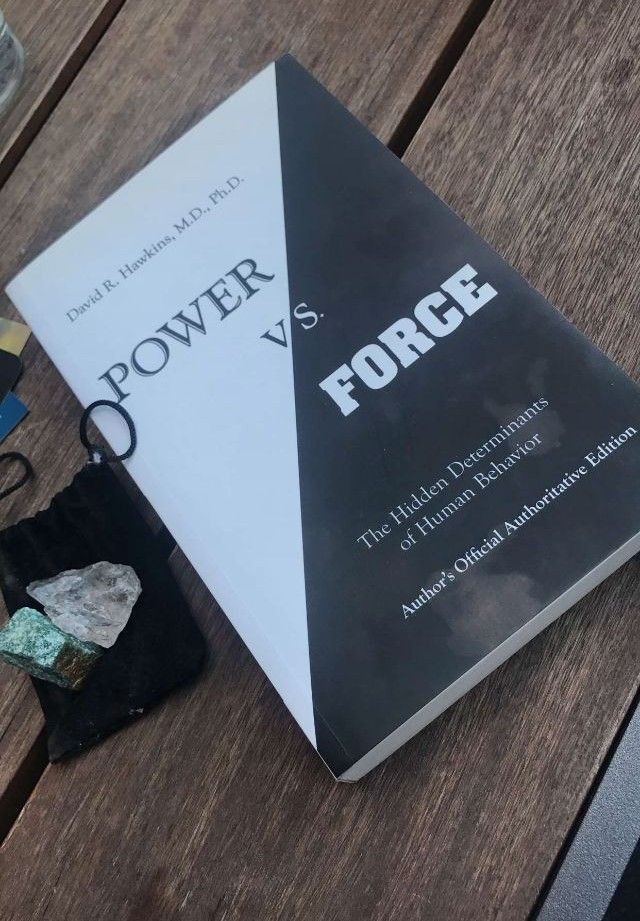 David R. Hawkins, M.D., Ph.D.
POWER
VS.
FORCE
The Hidden Determinants
of Human Behavior
Author's Official Authoritative Edition